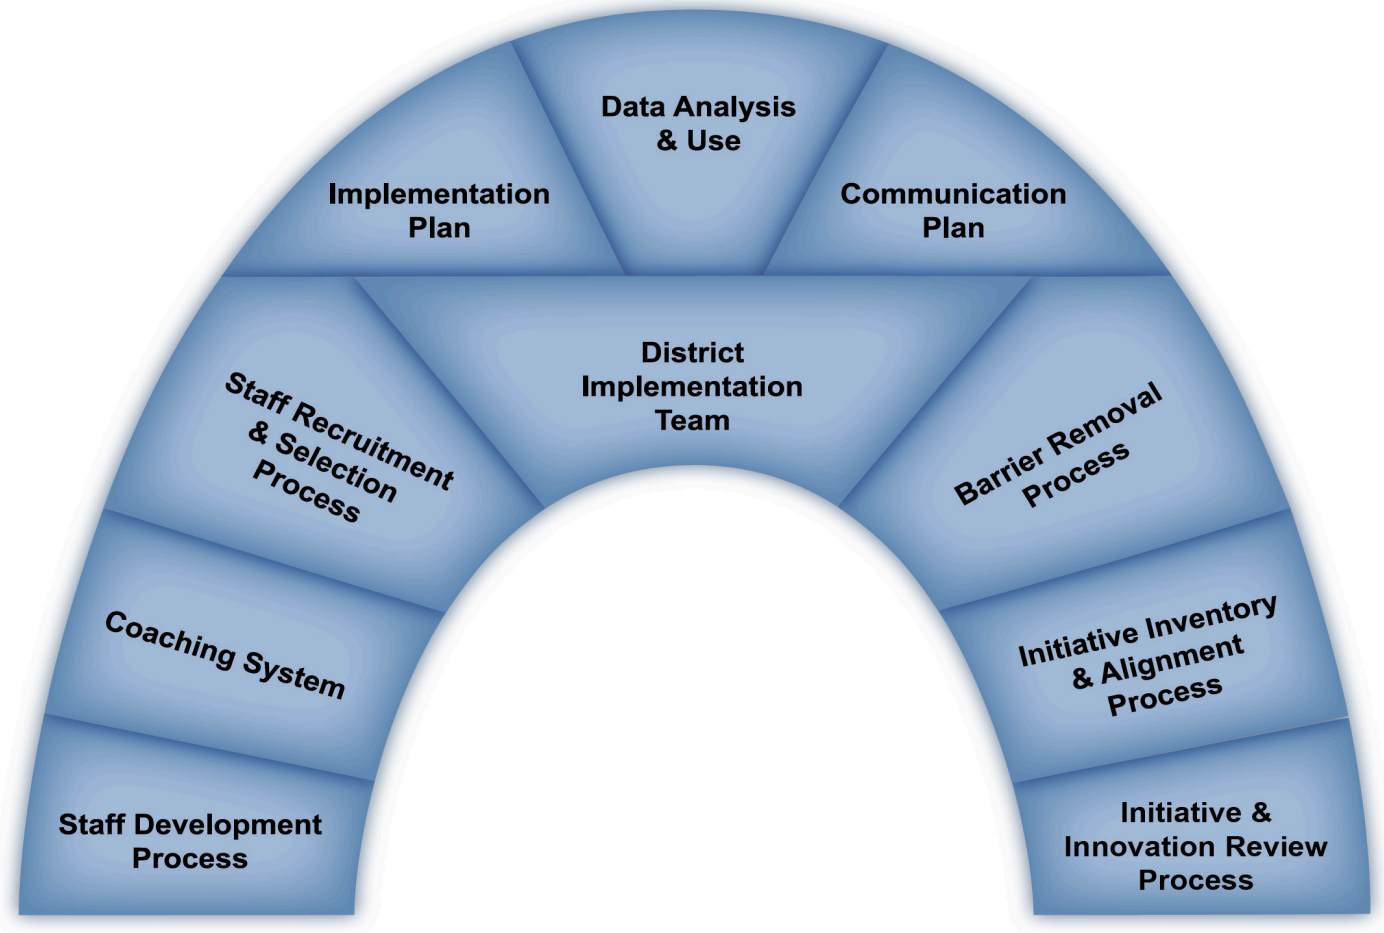 Data Analysis
& Use
Implementation
Plan
Communication
Plan
District
Implementation
Team
Staff Recruitment
& Selection
Process
Barrier Removal
Process
Coaching System
Initiative Inventory
& Alignment
Process
Staff Development
Process
Initiative &
Innovation Review
Process